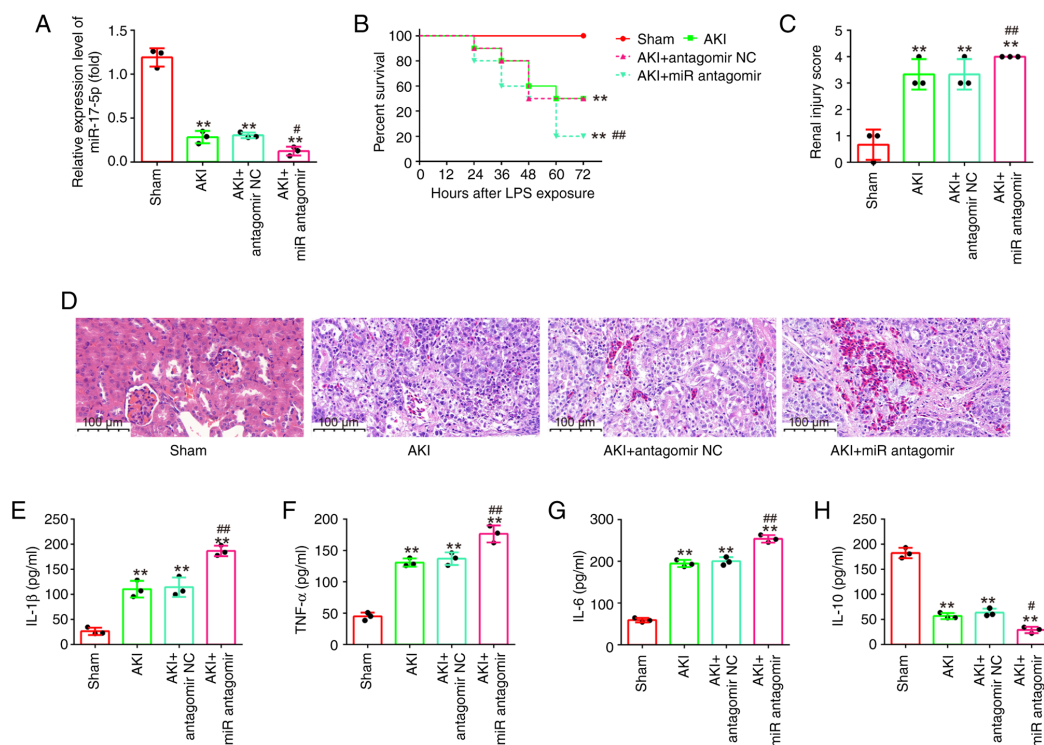 A
Relative expression level of
miR-17-5p (fold)
1.5
1.0
0.5
0.0
**
**
#
**
Sham
AKI
AKI+
antagomir NC
AKI+
miR antagomir
B
Percent survival
100
80
60
80
60
40
20
0
Sham
AKI
AKI+antagomir NC
AKI+miR antagomir
**
** ##
0 12 24 36 48 60 72
Hours after LPS exposure
C
Renal injury score
5
4
3
2
1
0
**
**
##
**
Sham
AKI
AKI+
antagomir NC
AKI+
miR antagomir
D
100 µm
100 µm
100 µm
100 µm
Sham
AKI
AKI+antagomir NC
AKI+miR antagomir
E
IL-1β (pg/ml)
250
200
150
100
50
0
**
**
##
**
Sham
AKI
AKI+
antagomir NC
AKI+
miR antagomir
F
TNF-α (pg/ml)
200
150
100
50
0
**
**
##
**
Sham
AKI
AKI+
antagomir NC
AKI+
miR antagomir
G
IL-6 (pg/ml)
300
200
100
0
**
**
##
**
Sham
AKI
AKI+
antagomir NC
AKI+
miR antagomir
H
IL-10 (pg/ml)
250
200
150
100
50
0
**
**
#
**
Sham
AKI
AKI+
antagomir NC
AKI+
miR antagomir